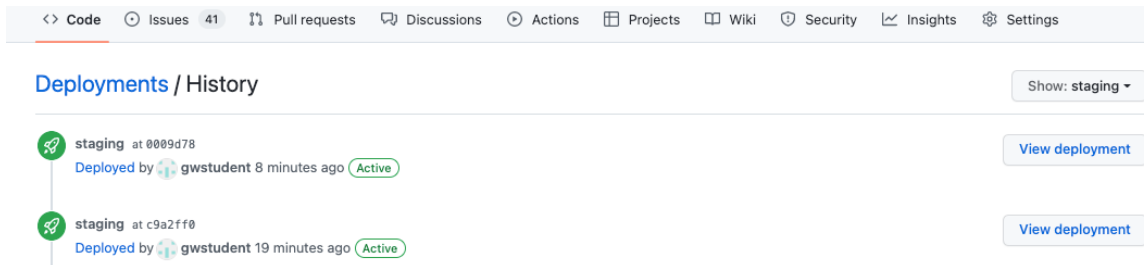 <> Code Issues 41 Pull requests Discussions Actions Projects Wiki Security Insights Settings
Deployments / History
Show: staging
staging at 0009d78
Deployed by gwstudent 8 minutes ago Active
View deployment
staging at c9a2ff0
Deployed by gwstudent 19 minutes ago Active
View deployment